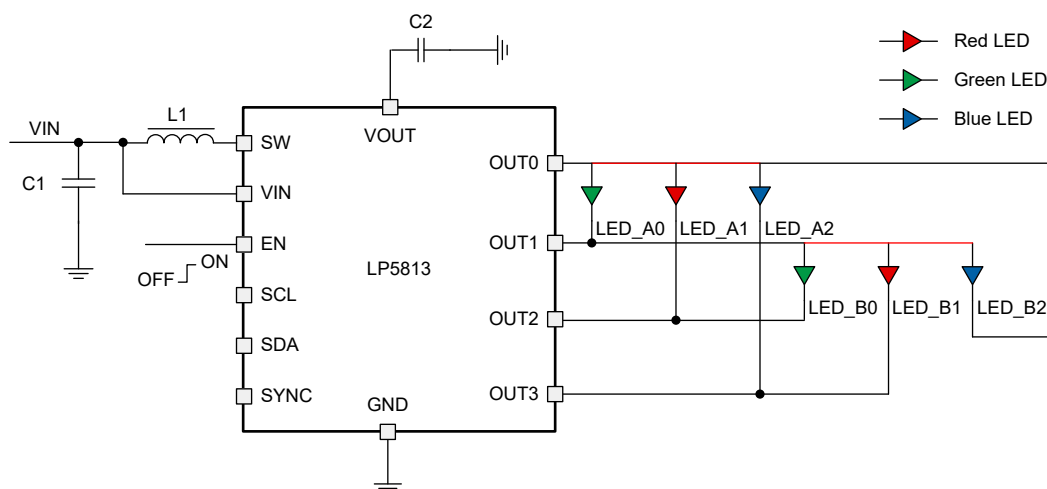 C2
Red LED
Green LED
Blue LED
VIN
L1
C1
SW
VIN
EN
OFF
ON
SCL
SDA
SYNC
VOUT
LP5813
GND
OUT0
OUT1
OUT2
OUT3
LED_A0
LED_A1
LED_A2
LED_B0
LED_B1
LED_B2